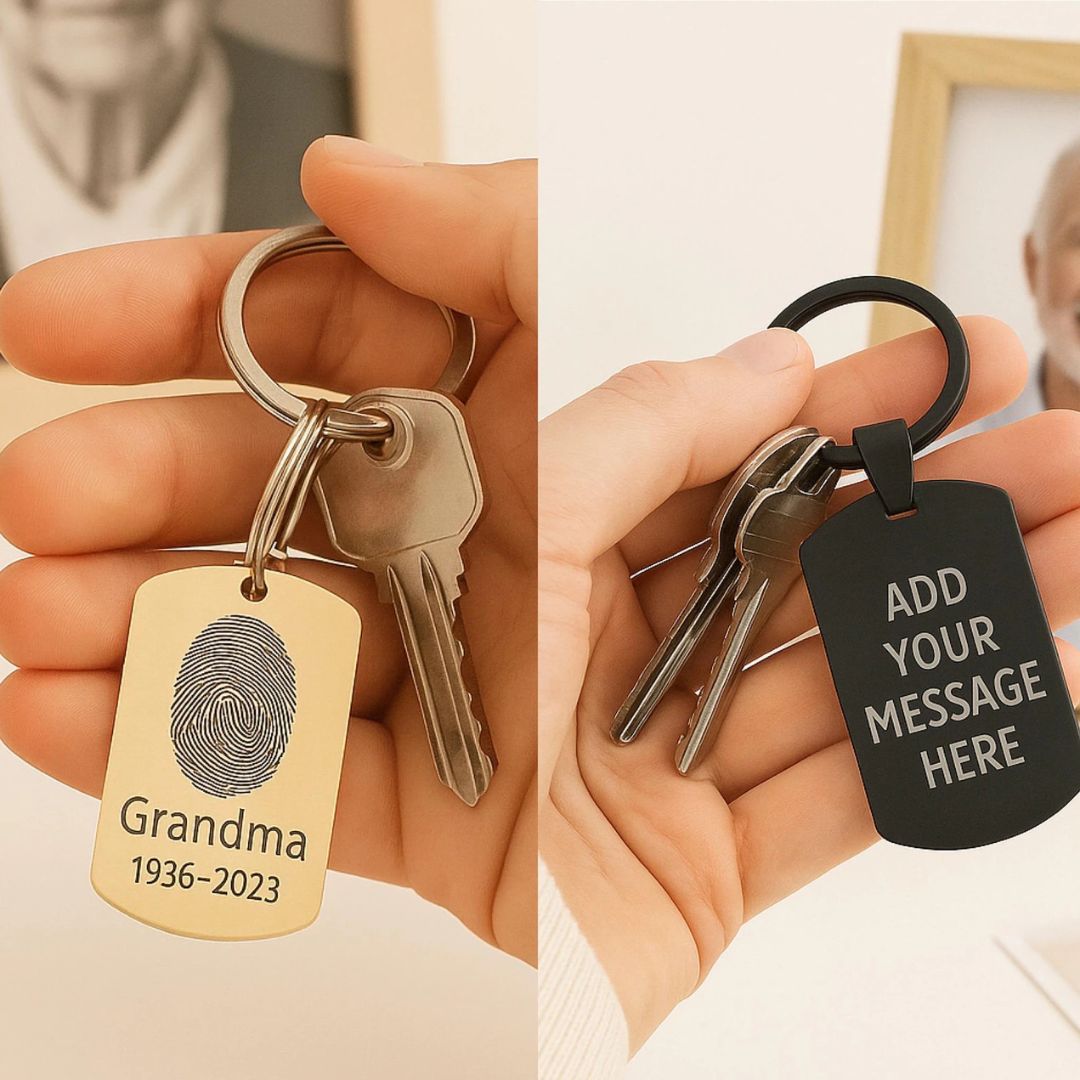 Grandma
1936-2023
ADD
YOUR
MESSAGE
HERE